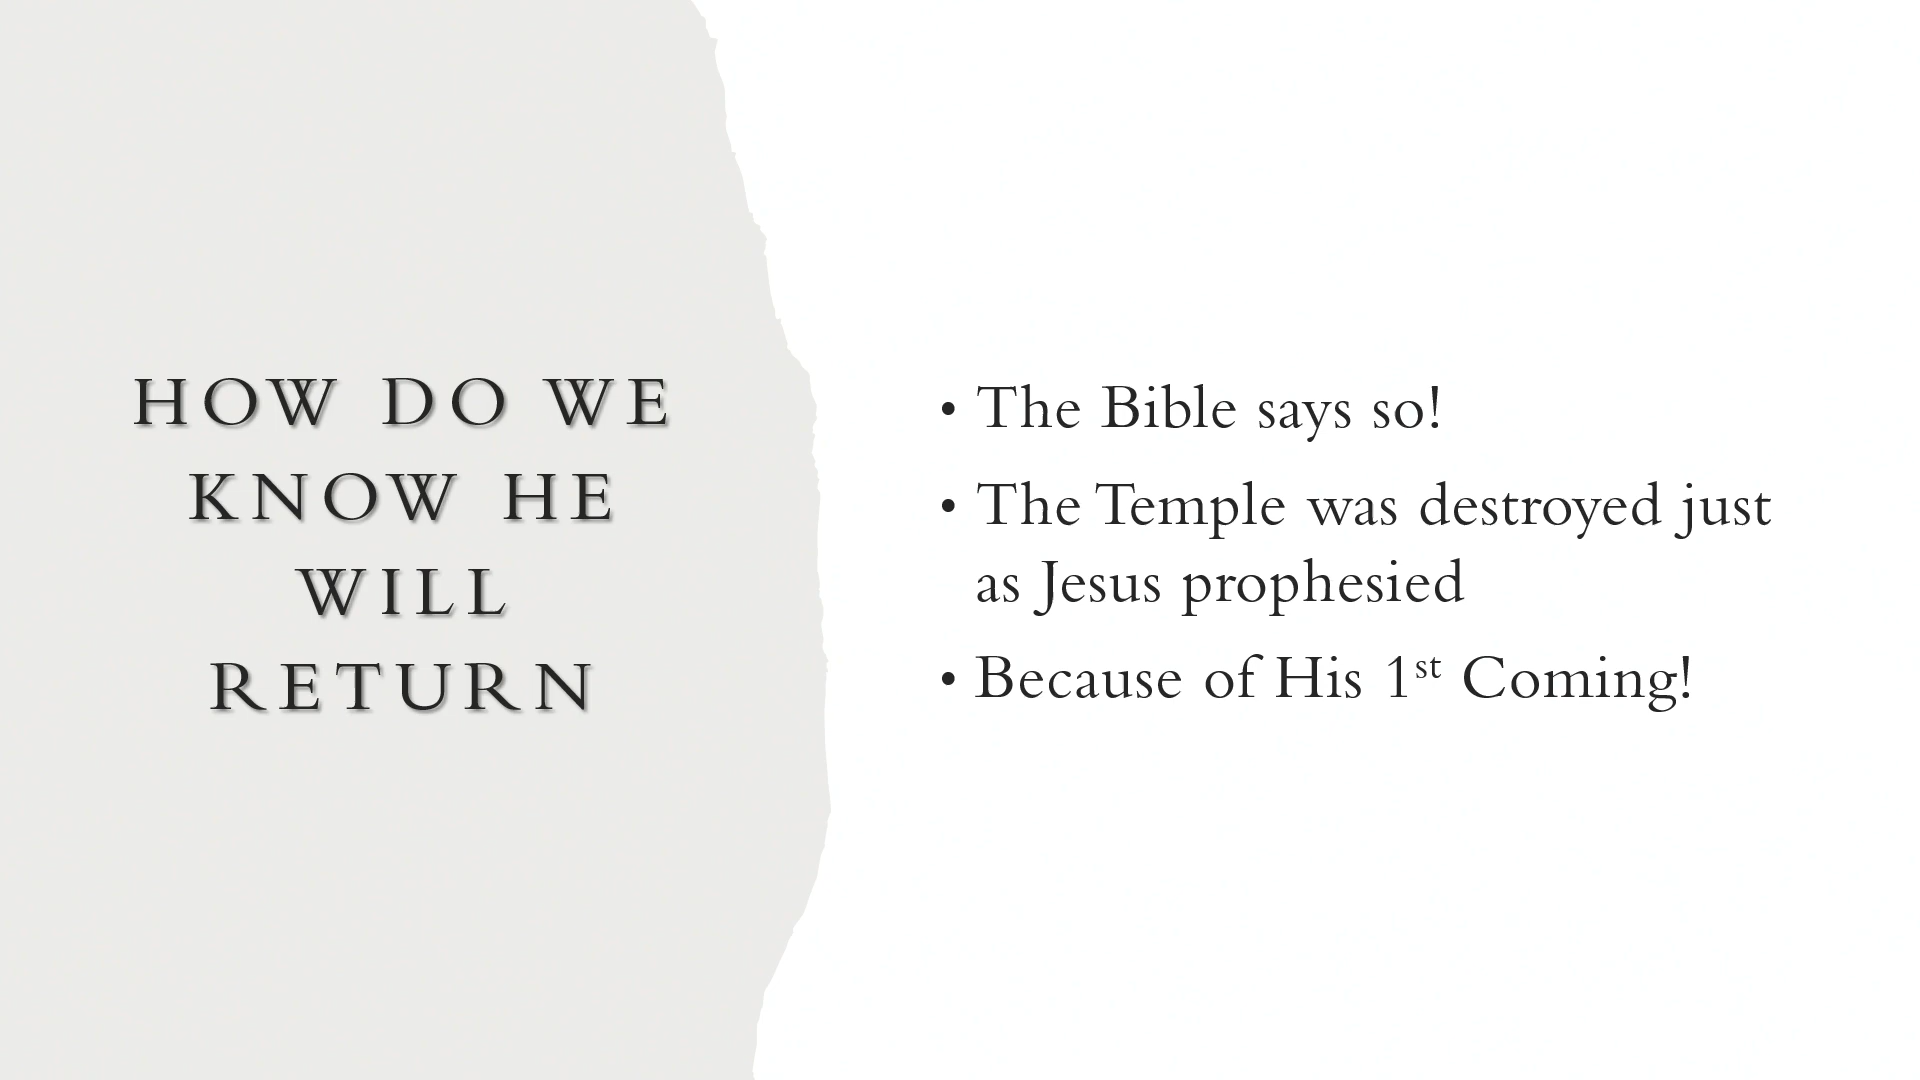 HOW DO WE
KNOW HE
WILL
RETURN
• The Bible says so!
• The Temple was destroyed just
as Jesus prophesied
• Because of His 1st Coming!